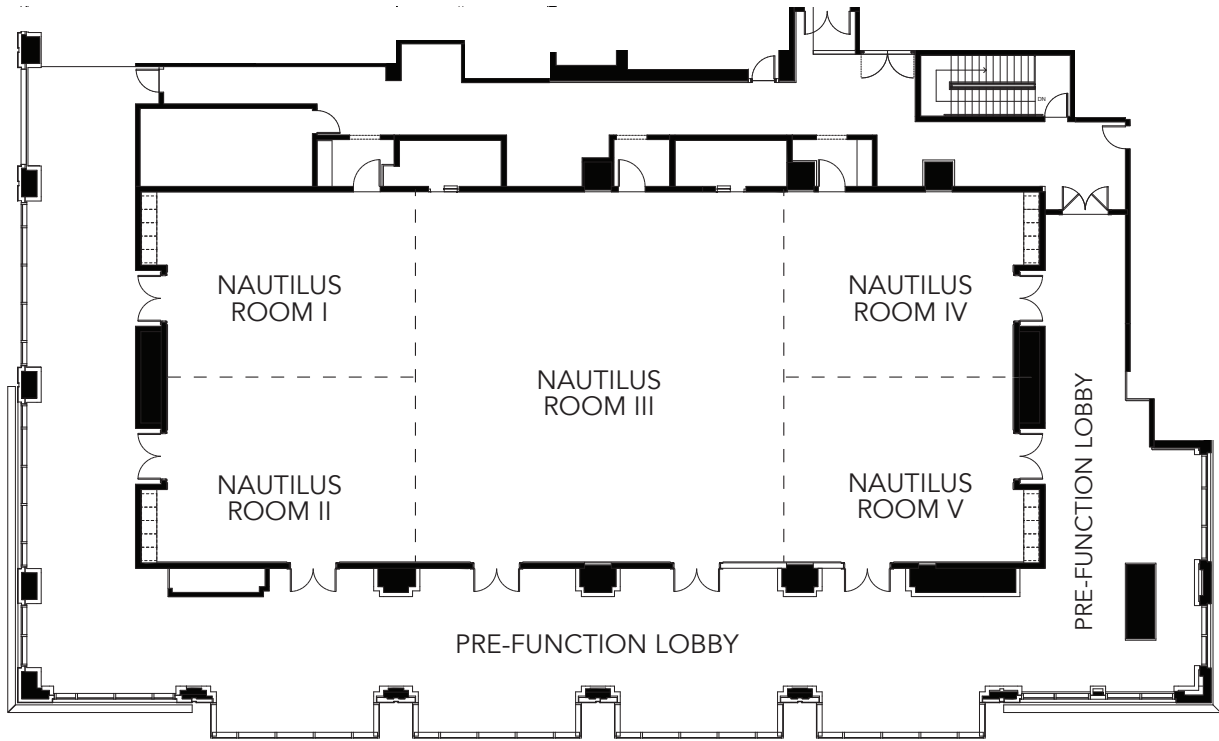 DN
NAUTILUS
ROOM I
NAUTILUS
ROOM IV
NAUTILUS
ROOM III
NAUTILUS
ROOM II
NAUTILUS
ROOM V
PRE-FUNCTION LOBBY
PRE-FUNCTION LOBBY